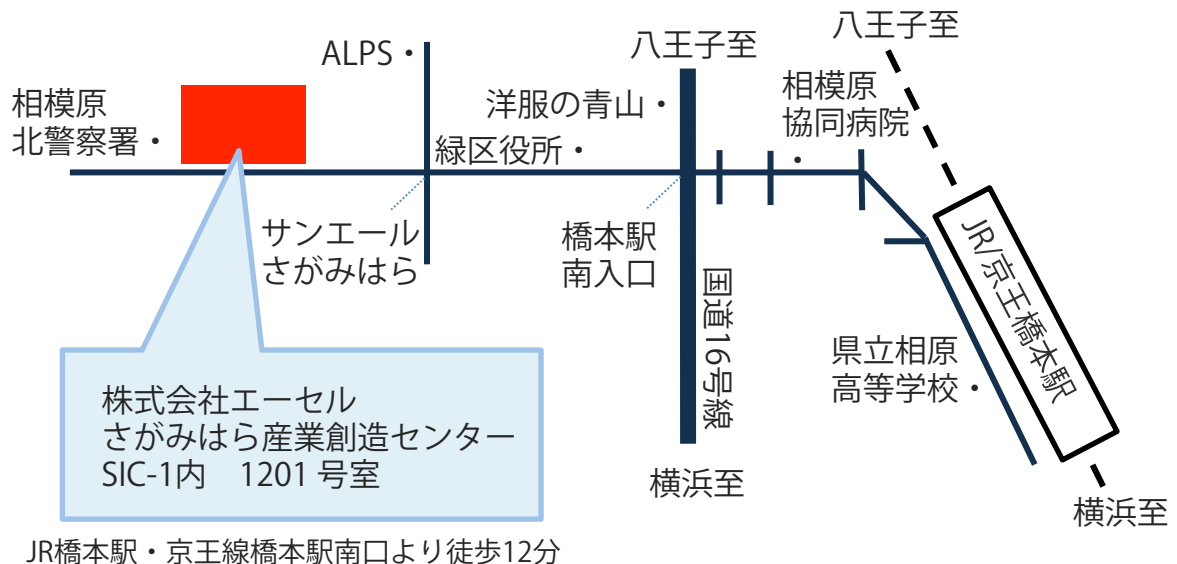 八王子至
ALPS・
八王子至
相模原
北警察署・
洋服の青山・
相模原
協同病院
・
緑区役所・
サンエール
さがみはら
橋本駅
南入口
国道16号線
JR/京王橋本駅
県立相原
高等学校・
株式会社エーセル
さがみはら産業創造センター
SIC-1内　1201 号室
横浜至
横浜至
JR橋本駅・京王線橋本駅南口より徒歩12分